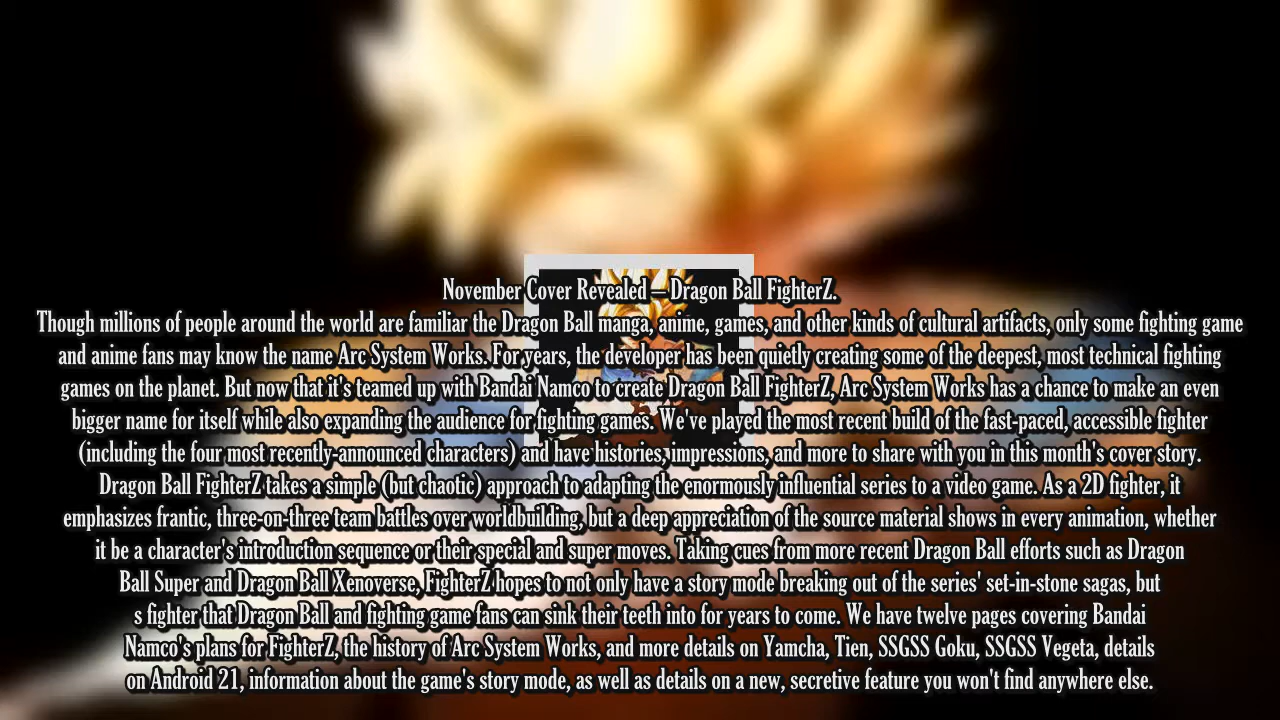 November Cover Revealed – Dragon Ball FighterZ.
Though millions of people around the world are familiar the Dragon Ball manga, anime, games, and other kinds of cultural artifacts, only some fighting game
and anime fans may know the name Arc System Works. For years, the developer has been quietly creating some of the deepest, most technical fighting
games on the planet. But now that it's teamed up with Bandai Namco to create Dragon Ball FighterZ, Arc System Works has a chance to make an even
bigger name for itself while also expanding the audience for fighting games. We've played the most recent build of the fast-paced, accessible fighter
(including the four most recently-announced characters) and have histories, impressions, and more to share with you in this month's cover story.
Dragon Ball FighterZ takes a simple (but chaotic) approach to adapting the enormously influential series to a video game. As a 2D fighter, it
emphasizes frantic, three-on-three team battles over worldbuilding, but a deep appreciation of the source material shows in every animation, whether
it be a character's introduction sequence or their special and super moves. Taking cues from more recent Dragon Ball efforts such as Dragon
Ball Super and Dragon Ball Xenoverse, FighterZ hopes to not only have a story mode breaking out of the series' set-in-stone sagas, but
s fighter that Dragon Ball and fighting game fans can sink their teeth into for years to come. We have twelve pages covering Bandai
Namco's plans for FighterZ, the history of Arc System Works, and more details on Yamcha, Tien, SSGSS Goku, SSGSS Vegeta, details
on Android 21, information about the game's story mode, as well as details on a new, secretive feature you won't find anywhere else.